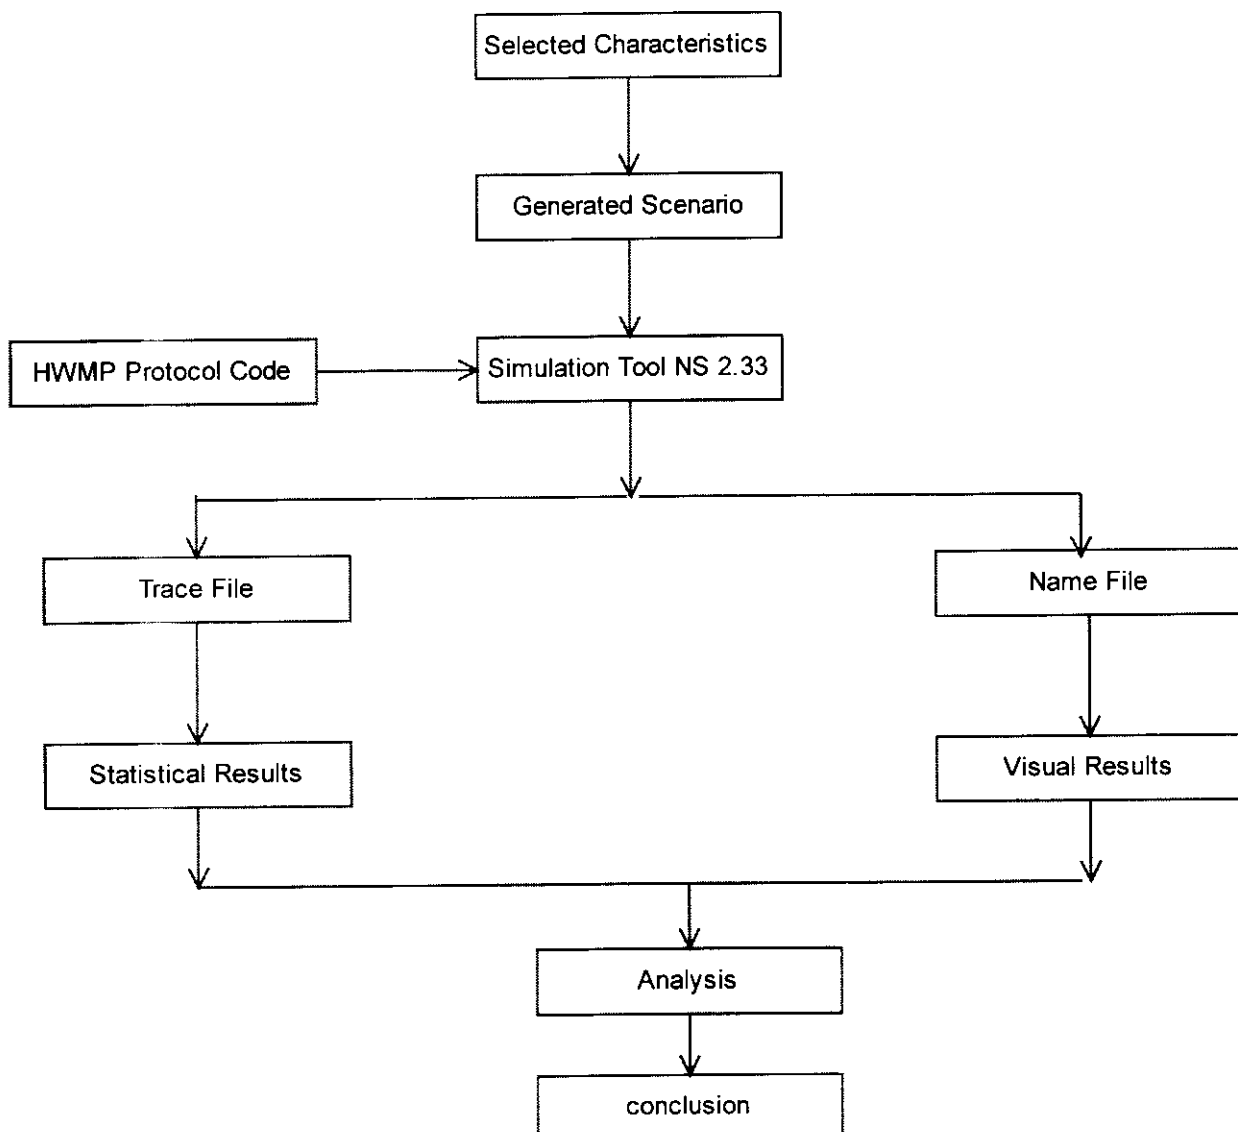 Selected Characteristics
Generated Scenario
HWMP Protocol Code
Simulation Tool NS 2.33
Trace File
Name File
Statistical Results
Visual Results
Analysis
conclusion